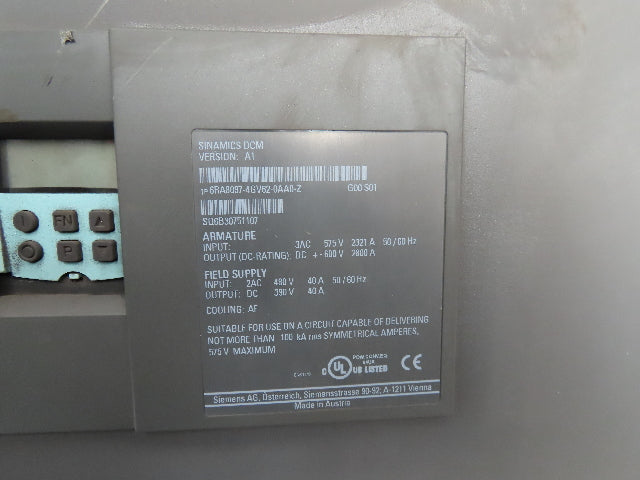 SINAMICS DCM
VERSION: A1
1P 6RA8097-4GV62-0AA0-Z G00 S01
ARMATURE
INPUT: 3AC 575 V 2321 A 50 / 60 Hz
OUTPUT (DC-RATING): DC +- 600 V 2800 A
FIELD SUPPLY
INPUT: 2AC 480 V 40 A 50 / 60 Hz
OUTPUT: DC 390 V 40 A
COOLING: AF
SUITABLE FOR USE ON A CIRCUIT CAPABLE OF DELIVERING
NOT MORE THAN 100 kA rms SYMMETRICAL AMPERES,
575 V MAXIMUM
C UL US LISTED CE
Siemens AG, Österreich, Siemensstrasse 90-92; A-1211 Vienna
Made in Austria
I FN
O P